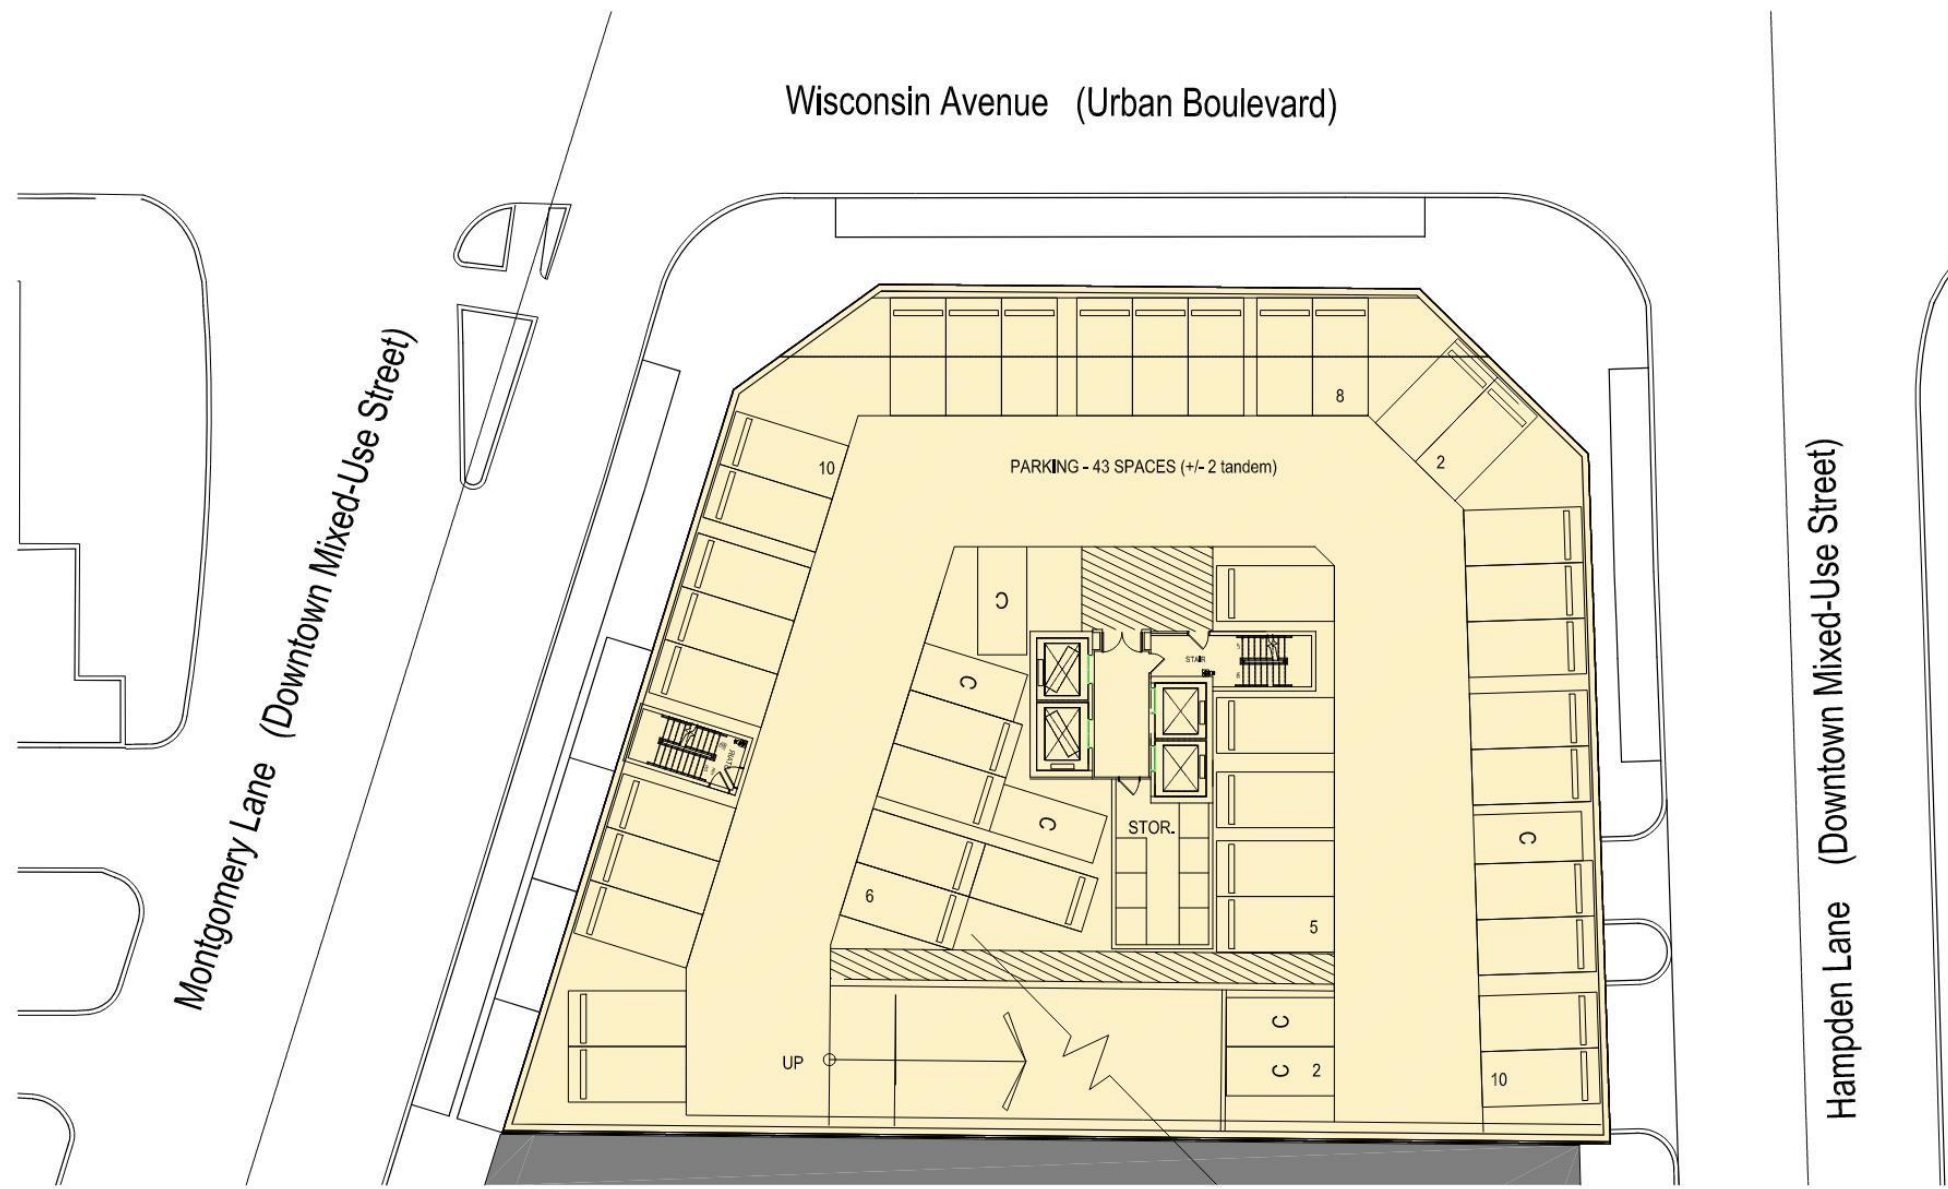 Wisconsin Avenue (Urban Boulevard)
Montgomery Lane (Downtown Mixed-Use Street)
Hampden Lane (Downtown Mixed-Use Street)
8
2
10
PARKING - 43 SPACES (+/- 2 tandem)
C
STAIR
C
C
STOR.
C
6
5
C
C 2
UP
10